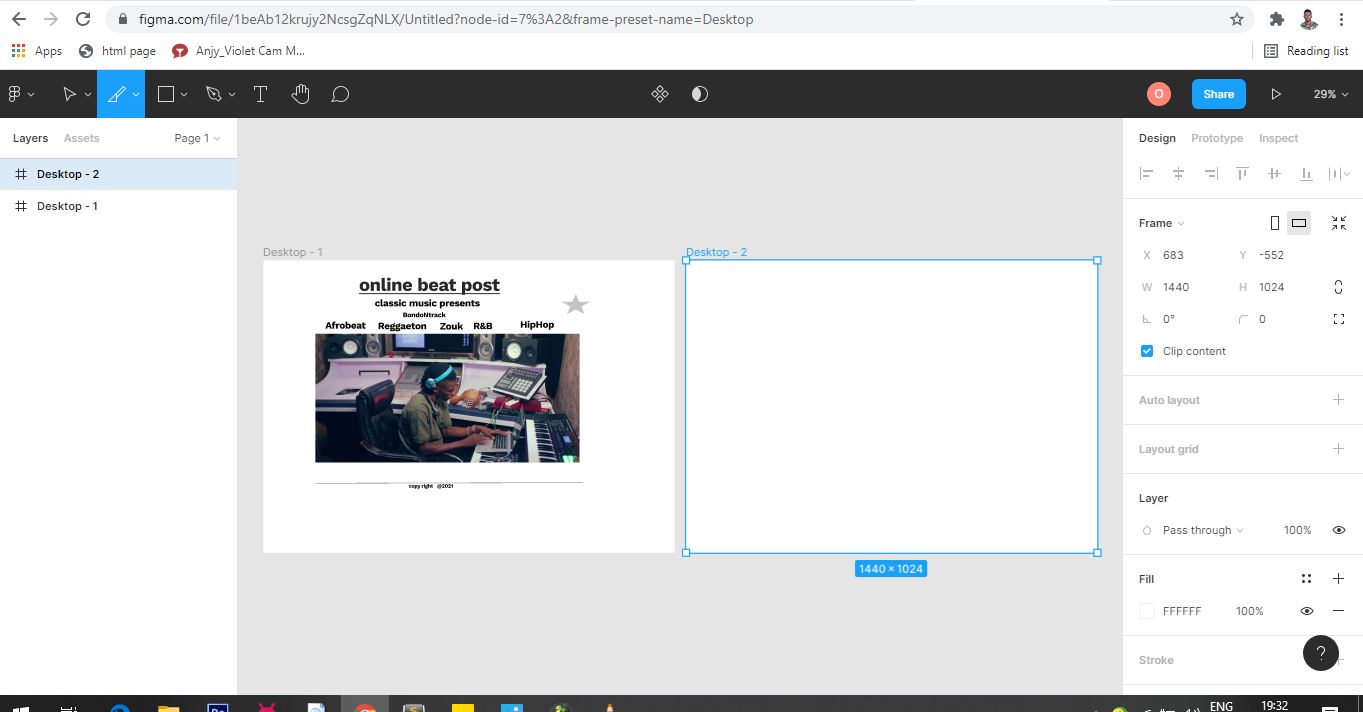 figma.com/file/1beAb12krujy2NcsgZqNLX/Untitled?node-id=7%3A2&frame-preset-name=Desktop
Apps html page Anjy_Violet Cam M... Reading list
O Share 29%
Layers Assets Page 1
Desktop - 2
Desktop - 1
Desktop - 1
online beat post
classic music presents
BondoNtrack
Afrobeat Reggaeton Zouk R&B HipHop
copy right @2021
Desktop - 2
1440 × 1024
Design Prototype Inspect
Frame
X 683 Y -552
W 1440 H 1024
0° 0
Clip content
Auto layout
Layout grid
Layer
Pass through 100%
Fill
FFFFFF 100%
Stroke
?
ENG 19:32